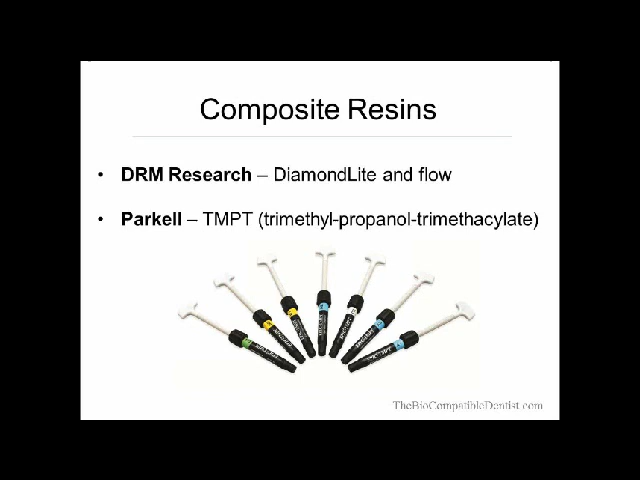 Composite Resins
• DRM Research – DiamondLite and flow
• Parkell – TMPT (trimethyl-propanol-trimethacylate)
TheBioCompatibleDentist.com